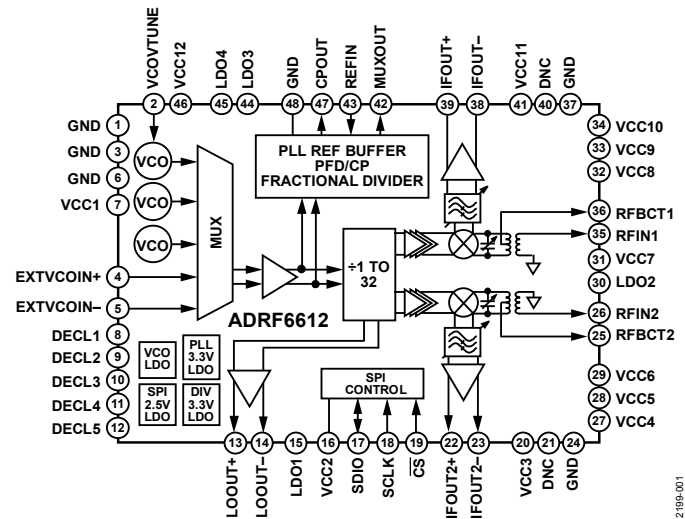 VCOVTUNE
VCC12
LDO4
LDO3
GND
CPOUT
REFIN
MUXOUT
IFOUT+
IFOUT–
VCC11
DNC
GND
2
46
45
44
48
47
43
42
39
38
41
40
37
GND 1
GND 3
GND 6
VCC1 7
EXTVCOIN+ 4
EXTVCOIN– 5
DECL1 8
DECL2 9
DECL3 10
DECL4 11
DECL5 12
VCO
VCO
VCO
MUX
PLL REF BUFFER
PFD/CP
FRACTIONAL DIVIDER
÷1 TO
32
ADRF6612
VCO
LDO
PLL
3.3V
LDO
SPI
2.5V
LDO
DIV
3.3V
LDO
SPI
CONTROL
34 VCC10
33 VCC9
32 VCC8
36 RFBCT1
35 RFIN1
31 VCC7
30 LDO2
26 RFIN2
25 RFBCT2
29 VCC6
28 VCC5
27 VCC4
13
14
15
16
17
18
19
22
23
20
21
24
LOOUT+
LOOUT–
LDO1
VCC2
SDIO
SCLK
CS
IFOUT2+
IFOUT2–
VCC3
DNC
GND
2199-001